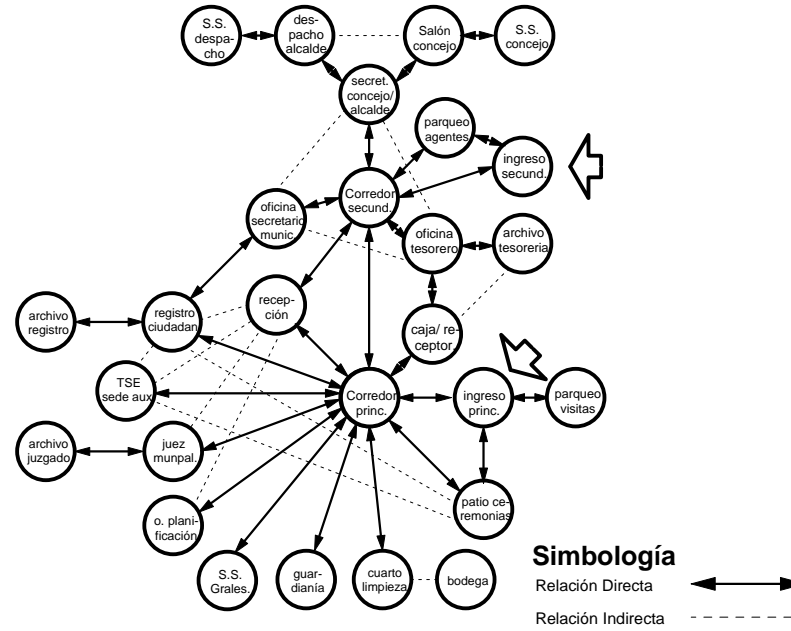 S.S.
despa-
cho
des-
pacho
alcalde
Salón
concejo
S.S.
concejo
secret.
concejo/
alcalde
parqueo
agentes
ingreso
secund.
Corredor
secund.
oficina
secretario
munic.
oficina
tesorero
archivo
tesoreria
recep-
ción
archivo
registro
registro
ciudadan
caja/ re-
ceptor
TSE
sede aux
Corredor
princ.
ingreso
princ.
parqueo
visitas
archivo
juzgado
juez
munpal.
patio ce-
remonias
o. plani-
ficación
S.S.
Grales.
guar-
dianía
cuarto
limpieza
bodega
Simbología
Relación Directa
Relación Indirecta